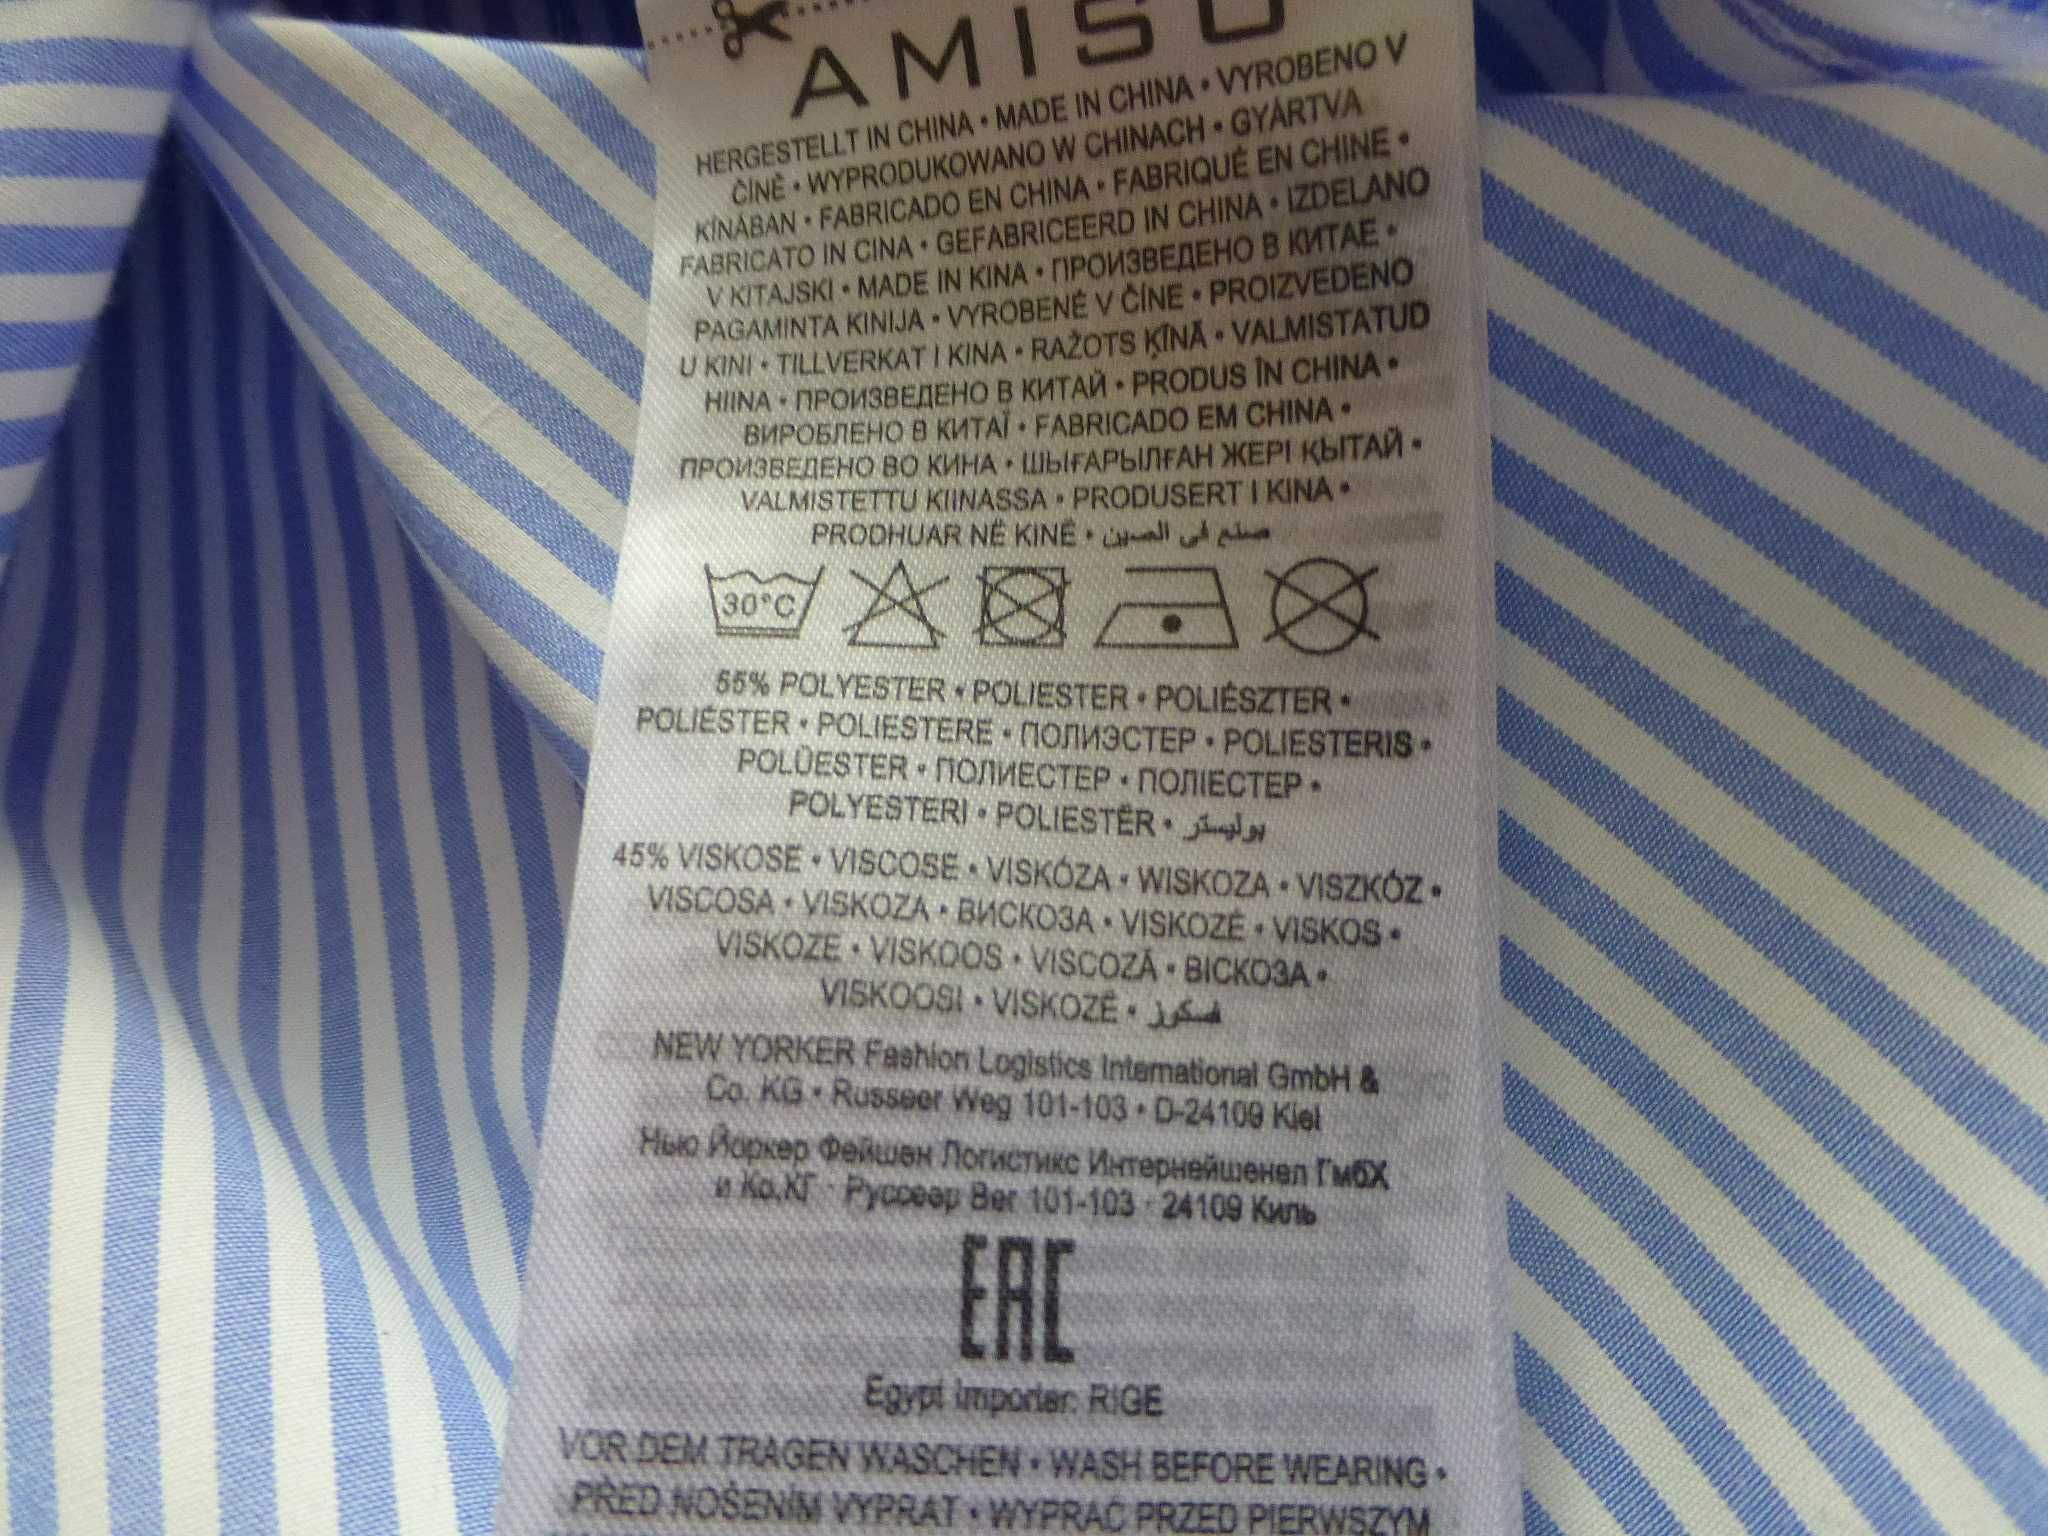 AMISU
HERGESTELLT IN CHINA • MADE IN CHINA • VYROBENO V
ČÍNĚ • WYPRODUKOWANO W CHINACH • GYÁRTVA
KÍNÁBAN • FABRICADO EN CHINA • FABRIQUÉ EN CHINE •
FABRICATO IN CINA • GEFABRICEERD IN CHINA • IZDELANO
V KITAJSKI • MADE IN KINA • ПРОИЗВЕДЕНО В КИТАЕ •
PAGAMINTA KINIJA • VYROBENÉ V ČÍNE • PROIZVEDENO
U KINI • TILLVERKAT I KINA • RAŽOTS ĶĪNĀ • VALMISTATUD
HIINA • ПРОИЗВЕДЕНО В КИТАЙ • PRODUS ÎN CHINA •
ВИРОБЛЕНО В КИТАЇ • FABRICADO EM CHINA •
ПРОИЗВЕДЕНО ВО КИНА • ШЫҒАРЫЛҒАН ЖЕРІ ҚЫТАЙ •
VALMISTETTU KIINASSA • PRODUSERT I KINA •
PRODHUAR NË KINË • صنع في الصين
30°C
55% POLYESTER • POLIESTER • POLIÉSZTER •
POLIÉSTER • POLIESTERE • ПОЛИЭСТЕР • POLIESTERIS •
POLÜESTER • ПОЛИЕСТЕР • ПОЛІЕСТЕР •
POLYESTERI • POLIESTËR • بوليستر
45% VISKOSE • VISCOSE • VISKÓZA • WISKOZA • VISZKÓZ •
VISCOSA • VISKOZA • ВИСКОЗА • VISKOZĖ • VISKOS •
VISKOZE • VISKOOS • VISCOZĂ • ВІСКОЗА •
VISKOOSI • VISKOZË • فسكوز
NEW YORKER Fashion Logistics International GmbH &
Co. KG • Russeer Weg 101-103 • D-24109 Kiel
Нью Йоркер Фейшен Логистикс Интернейшенел ГмбХ
и Ко.КГ · Руссеер Вег 101-103 · 24109 Киль
EAC
Egypt importer: RIGE
VOR DEM TRAGEN WASCHEN • WASH BEFORE WEARING •
PŘED NOŠENÍM VYPRAT • WYPRAĆ PRZED PIERWSZYM